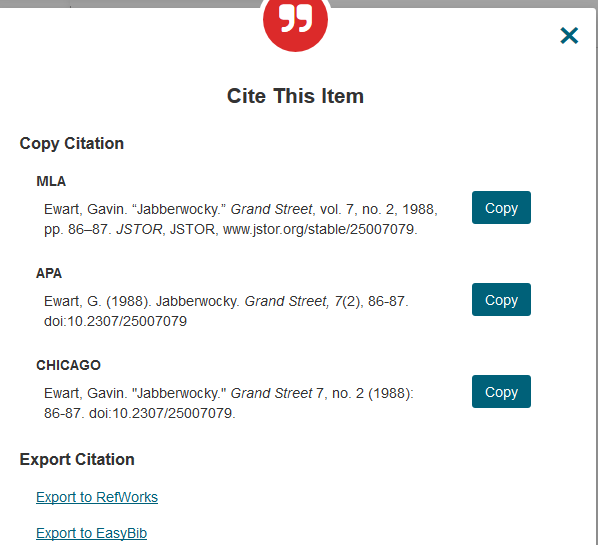 Cite This Item
Copy Citation
MLA
Ewart, Gavin. “Jabberwocky.” Grand Street, vol. 7, no. 2, 1988,
pp. 86–87. JSTOR, JSTOR, www.jstor.org/stable/25007079.
Copy
APA
Ewart, G. (1988). Jabberwocky. Grand Street, 7(2), 86-87.
doi:10.2307/25007079
Copy
CHICAGO
Ewart, Gavin. "Jabberwocky." Grand Street 7, no. 2 (1988):
86-87. doi:10.2307/25007079.
Copy
Export Citation
Export to RefWorks
Export to EasyBib